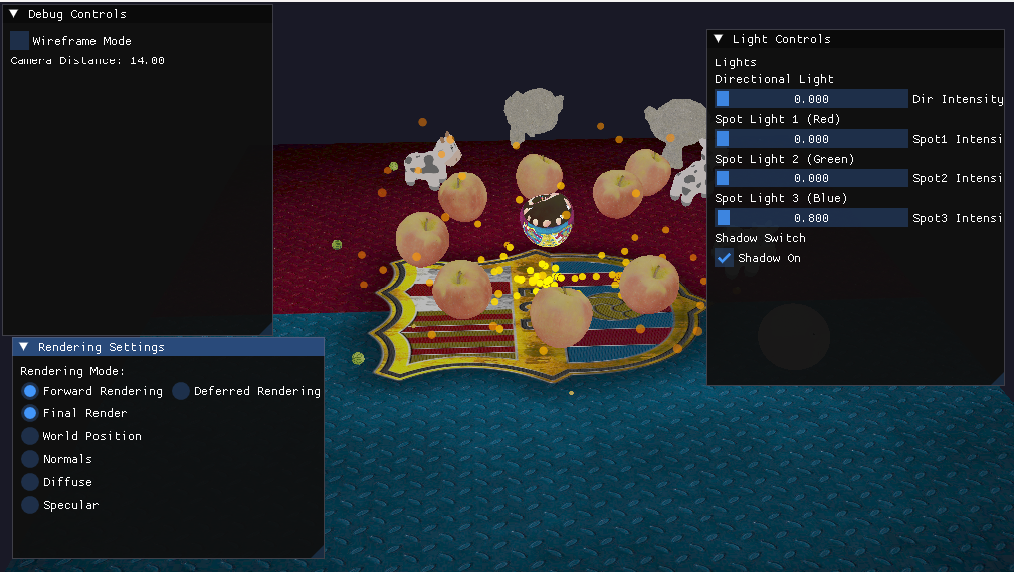 Debug Controls
Wireframe Mode
Camera Distance: 14.00
Light Controls
Lights
Directional Light
0.000 Dir Intensity
Spot Light 1 (Red)
0.000 Spot1 Intensi
Spot Light 2 (Green)
0.000 Spot2 Intensi
Spot Light 3 (Blue)
0.800 Spot3 Intensi
Shadow Switch
Shadow On
Rendering Settings
Rendering Mode:
Forward Rendering Deferred Rendering
Final Render
World Position
Normals
Diffuse
Specular